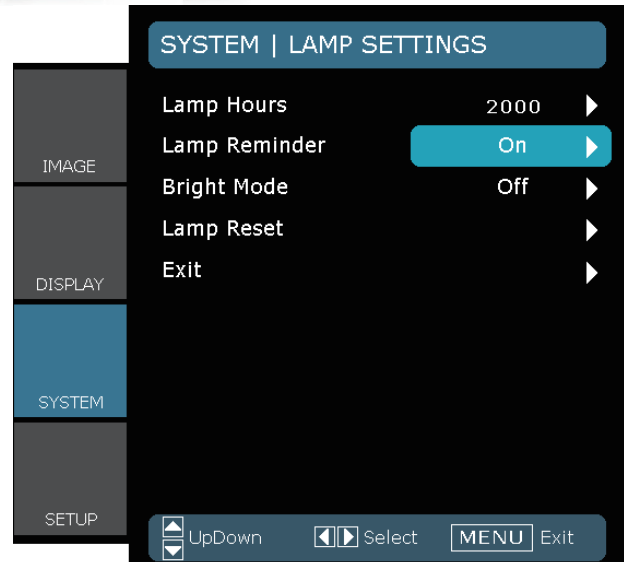 SYSTEM | LAMP SETTINGS
Lamp Hours 2000
Lamp Reminder On
IMAGE
Bright Mode Off
Lamp Reset
Exit
DISPLAY
SYSTEM
SETUP
UpDown Select MENU Exit